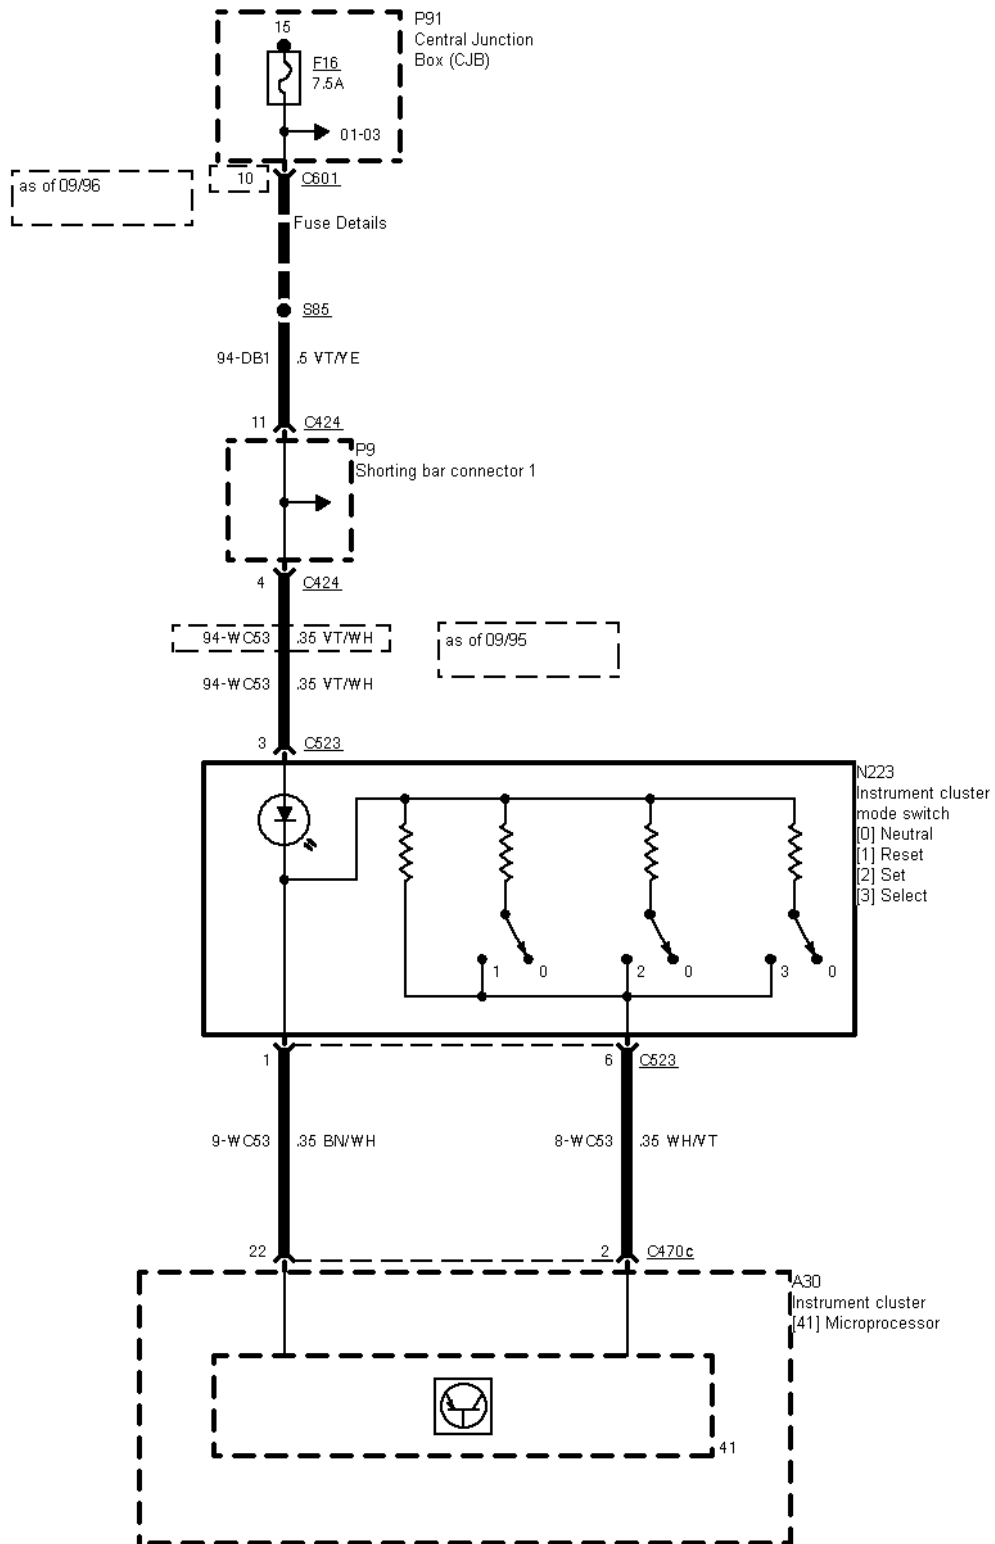 15
P91
Central Junction
Box (CJB)
F16
7.5A
01-03
as of 09/96
10
C601
Fuse Details
S85
94-DB1
.5 VT/YE
11
C424
P9
Shorting bar connector 1
4
C424
94-WC53
.35 VT/WH
as of 09/95
94-WC53
.35 VT/WH
3
C523
N223
Instrument cluster
mode switch
[0] Neutral
[1] Reset
[2] Set
[3] Select
1
0
2
0
3
0
1
6
C523
9-WC53
.35 BN/WH
8-WC53
.35 WH/VT
22
2
C470c
A30
Instrument cluster
[41] Microprocessor
41